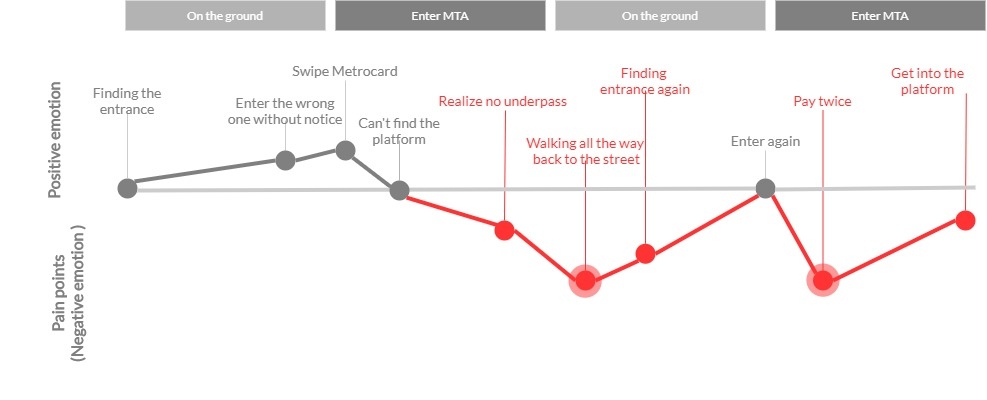 On the ground
Enter MTA
On the ground
Enter MTA
Positive emotion
Pain points
(Negative emotion )
Finding the
entrance
Enter the wrong
one without notice
Swipe Metrocard
Can't find the
platform
Realize no underpass
Walking all the way
back to the street
Finding
entrance again
Enter again
Pay twice
Get into the
platform